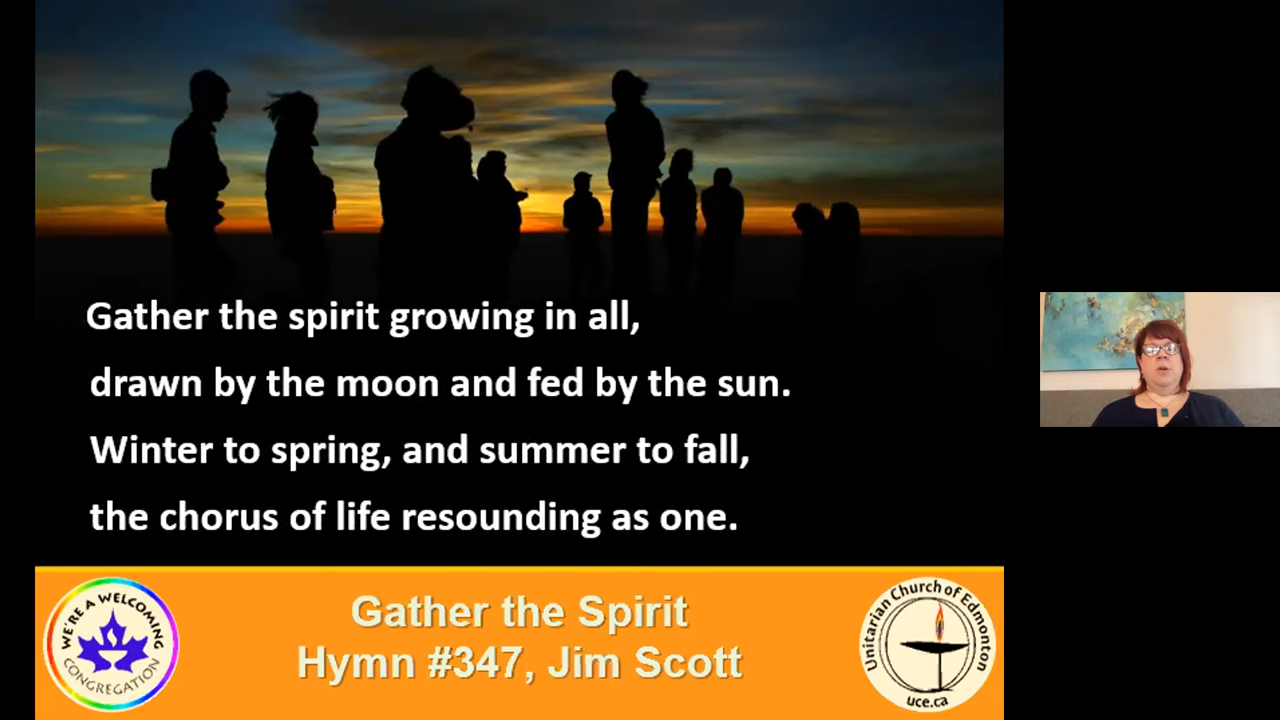 Gather the spirit growing in all,
drawn by the moon and fed by the sun.
Winter to spring, and summer to fall,
the chorus of life resounding as one.
WE'RE A WELCOMING
CONGREGATION
Gather the Spirit
Hymn #347, Jim Scott
Unitarian Church of Edmonton
uce.ca